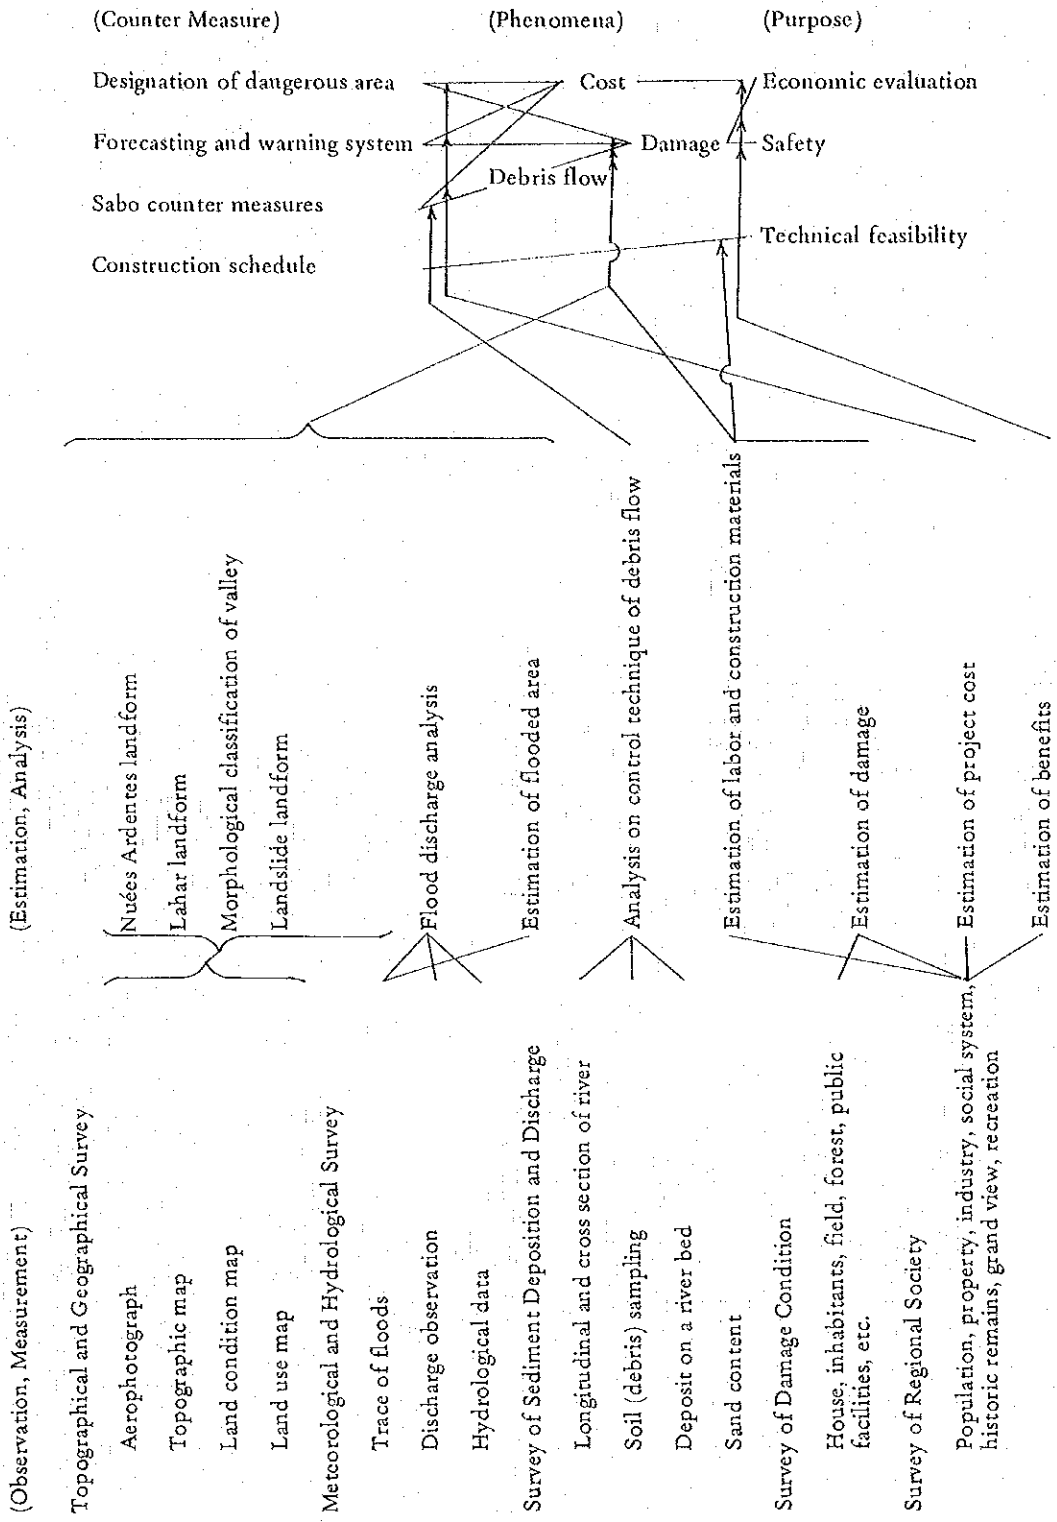 (Counter Measure)
(Phenomena)
(Purpose)
Designation of dangerous area
Cost
Economic evaluation
Forecasting and warning system
Damage
Safety
Debris flow
Sabo counter measures
Technical feasibility
Construction schedule
(Estimation, Analysis)
Nuées Ardentes landform
Lahar landform
Morphological classification of valley
Landslide landform
Flood discharge analysis
Estimation of flooded area
Analysis on control technique of debris flow
Estimation of labor and construction materials
Estimation of damage
Estimation of project cost
Estimation of benefits
(Observation, Measurement)
Topographical and Geographical Survey
Aerophotograph
Topographic map
Land condition map
Land use map
Meteorological and Hydrological Survey
Trace of floods
Discharge observation
Hydrological data
Survey of Sediment Deposition and Discharge
Longitudinal and cross section of river
Soil (debris) sampling
Deposit on a river bed
Sand content
Survey of Damage Condition
House, inhabitants, field, forest, public
facilities, etc.
Survey of Regional Society
Population, property, industry, social system,
historic remains, grand view, recreation